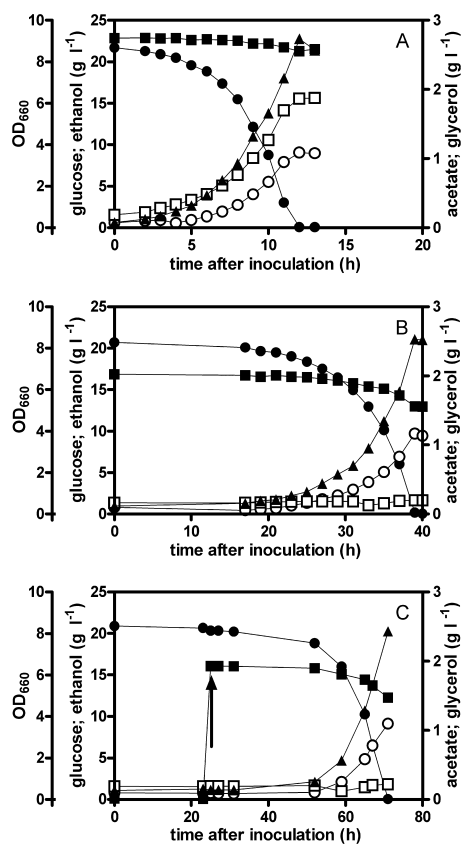 A
OD660
glucose; ethanol (g l -1)
acetate; glycerol (g l -1)
10
8
6
4
2
0
25
20
15
10
5
0
3
2
1
0
0 5 10 15 20
time after inoculation (h)
B
OD660
glucose; ethanol (g l -1)
acetate; glycerol (g l -1)
10
8
6
4
2
0
25
20
15
10
5
0
3
2
1
0
0 10 20 30 40
time after inoculation (h)
C
OD660
glucose; ethanol (g l -1)
acetate; glycerol (g l -1)
10
8
6
4
2
0
25
20
15
10
5
0
3
2
1
0
0 20 40 60 80
time after inoculation (h)